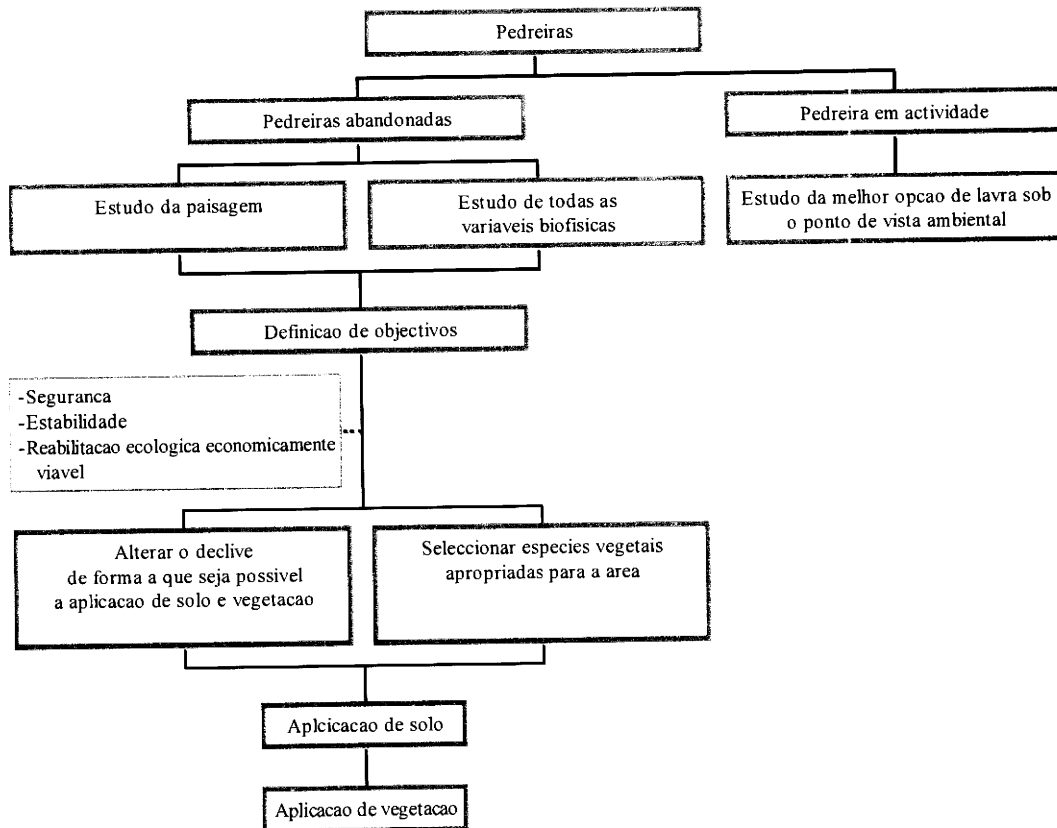 Pedreiras
Pedreiras abandonadas
Pedreira em actividade
Estudo da paisagem
Estudo de todas as
variaveis biofisicas
Estudo da melhor opcao de lavra sob
o ponto de vista ambiental
Definicao de objectivos
-Seguranca
-Estabilidade
-Reabilitacao ecologica economicamente
viavel
Alterar o declive
de forma a que seja possivel
a aplicacao de solo e vegetacao
Seleccionar especies vegetais
apropriadas para a area
Aplcicacao de solo
Aplicacao de vegetacao